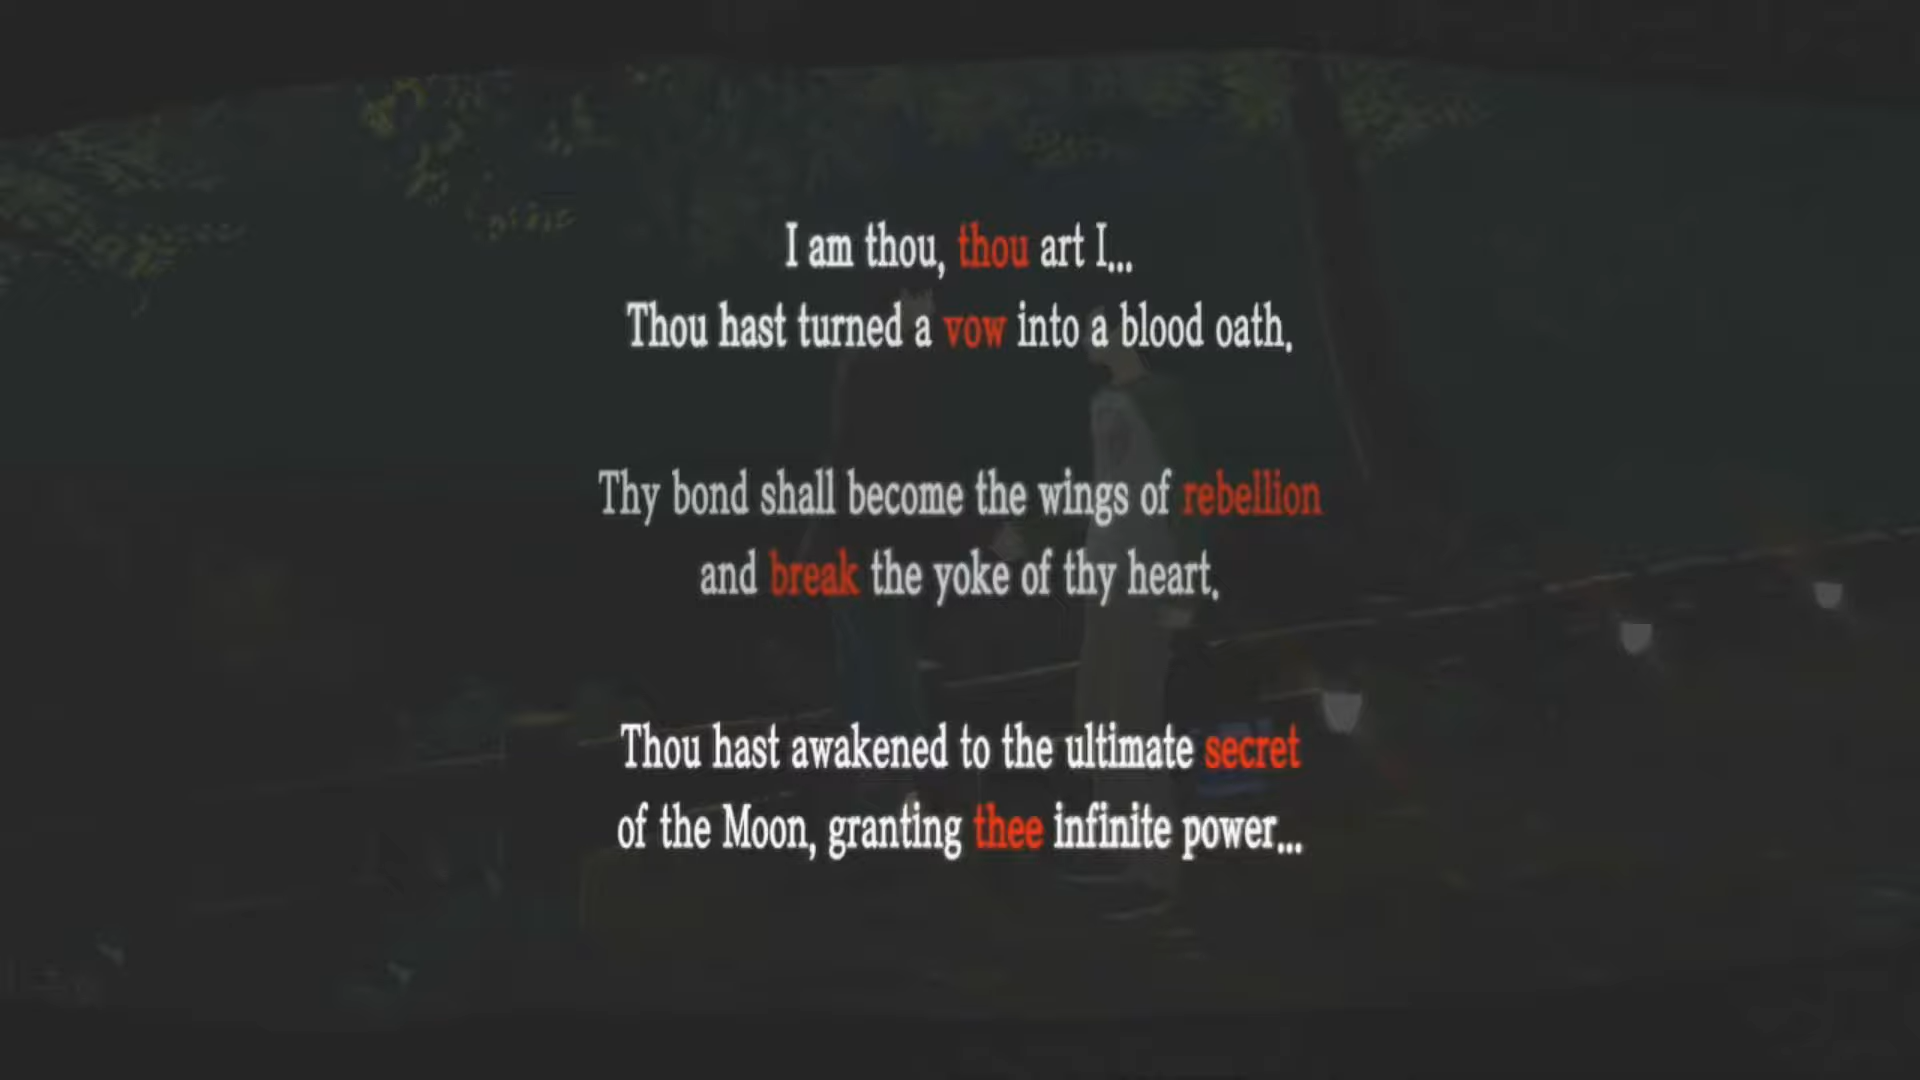 I am thou, thou art I...
Thou hast turned a vow into a blood oath.
Thy bond shall become the wings of rebellion
and break the yoke of thy heart.
Thou hast awakened to the ultimate secret
of the Moon, granting thee infinite power...